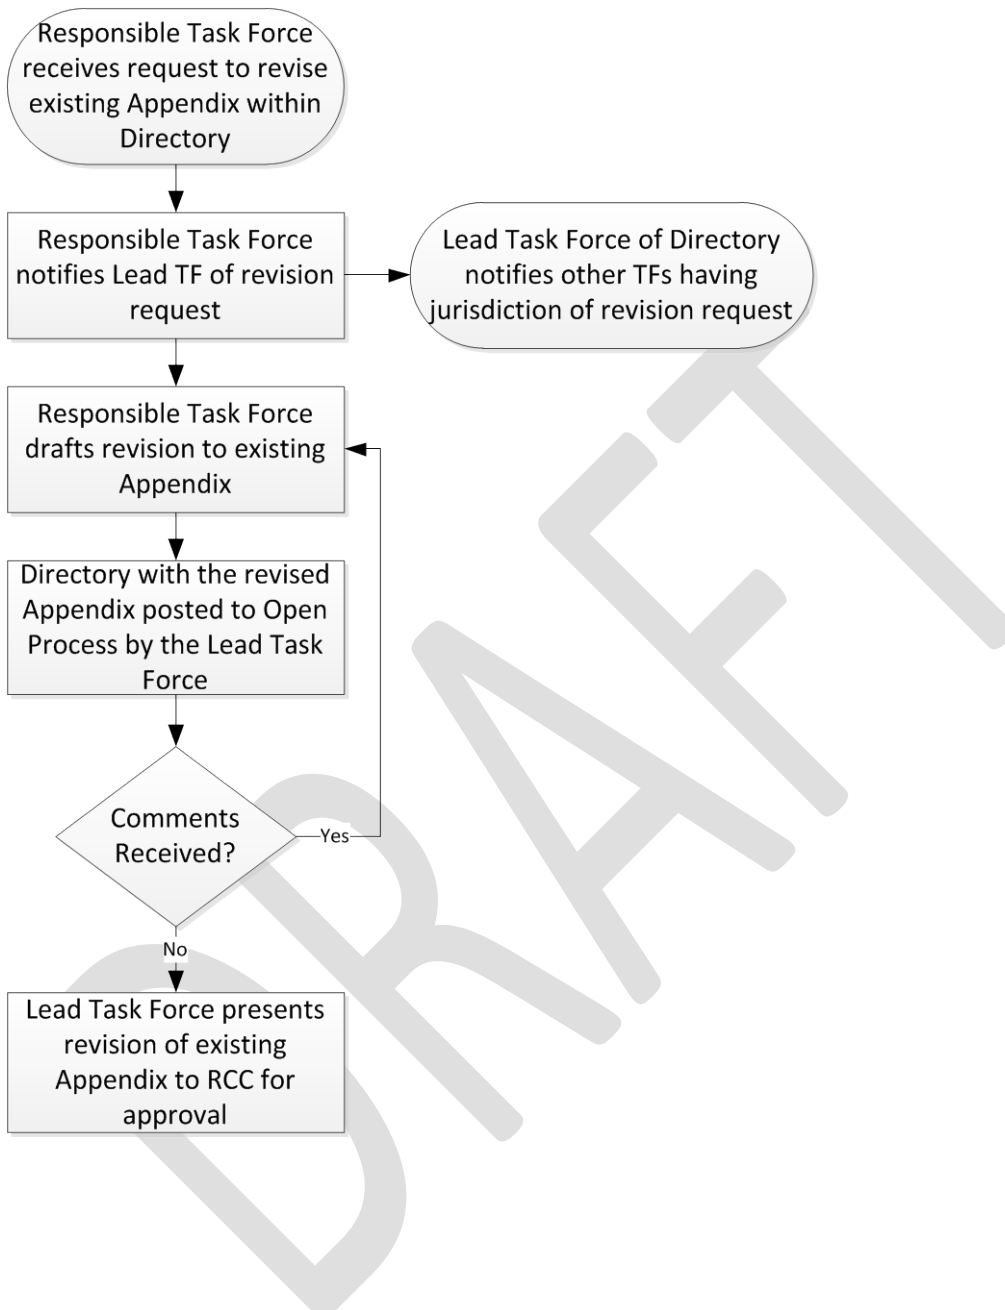 Responsible Task Force
receives request to revise
existing Appendix within
Directory
Responsible Task Force
notifies Lead TF of revision
request
Lead Task Force of Directory
notifies other TFs having
jurisdiction of revision request
Responsible Task Force
drafts revision to existing
Appendix
Directory with the revised
Appendix posted to Open
Process by the Lead Task
Force
Comments
Received?
Yes
No
Lead Task Force presents
revision of existing
Appendix to RCC for
approval
DRAFT